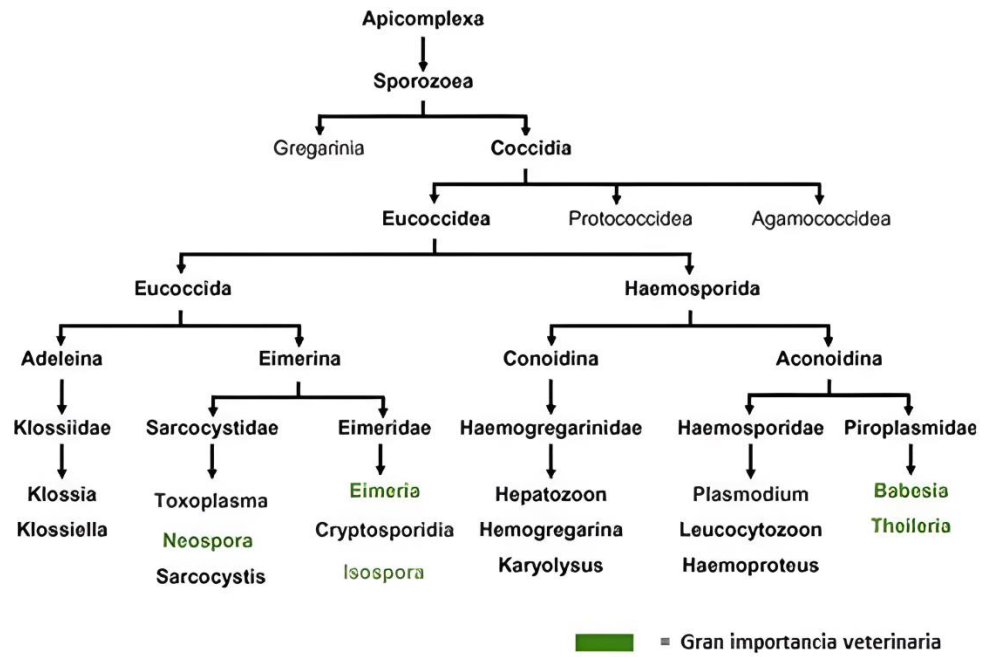 Apicomplexa
Sporozoea
Gregarinia Coccidia
Eucoccidea Protococcidea Agamococcidea
Eucoccida Haemosporida
Adeleina Eimerina Conoidina Aconoidina
Klossiidae Sarcocystidae Eimeridae Haemogregarinidae Haemosporidae Piroplasmidae
Klossia Toxoplasma Eimeria Hepatozoon Plasmodium Babesia
Klossiella Neospora Cryptosporidia Hemogregarina Leucocytozoon Theileria
Sarcocystis Isospora Karyolysus Haemoproteus
= Gran importancia veterinaria